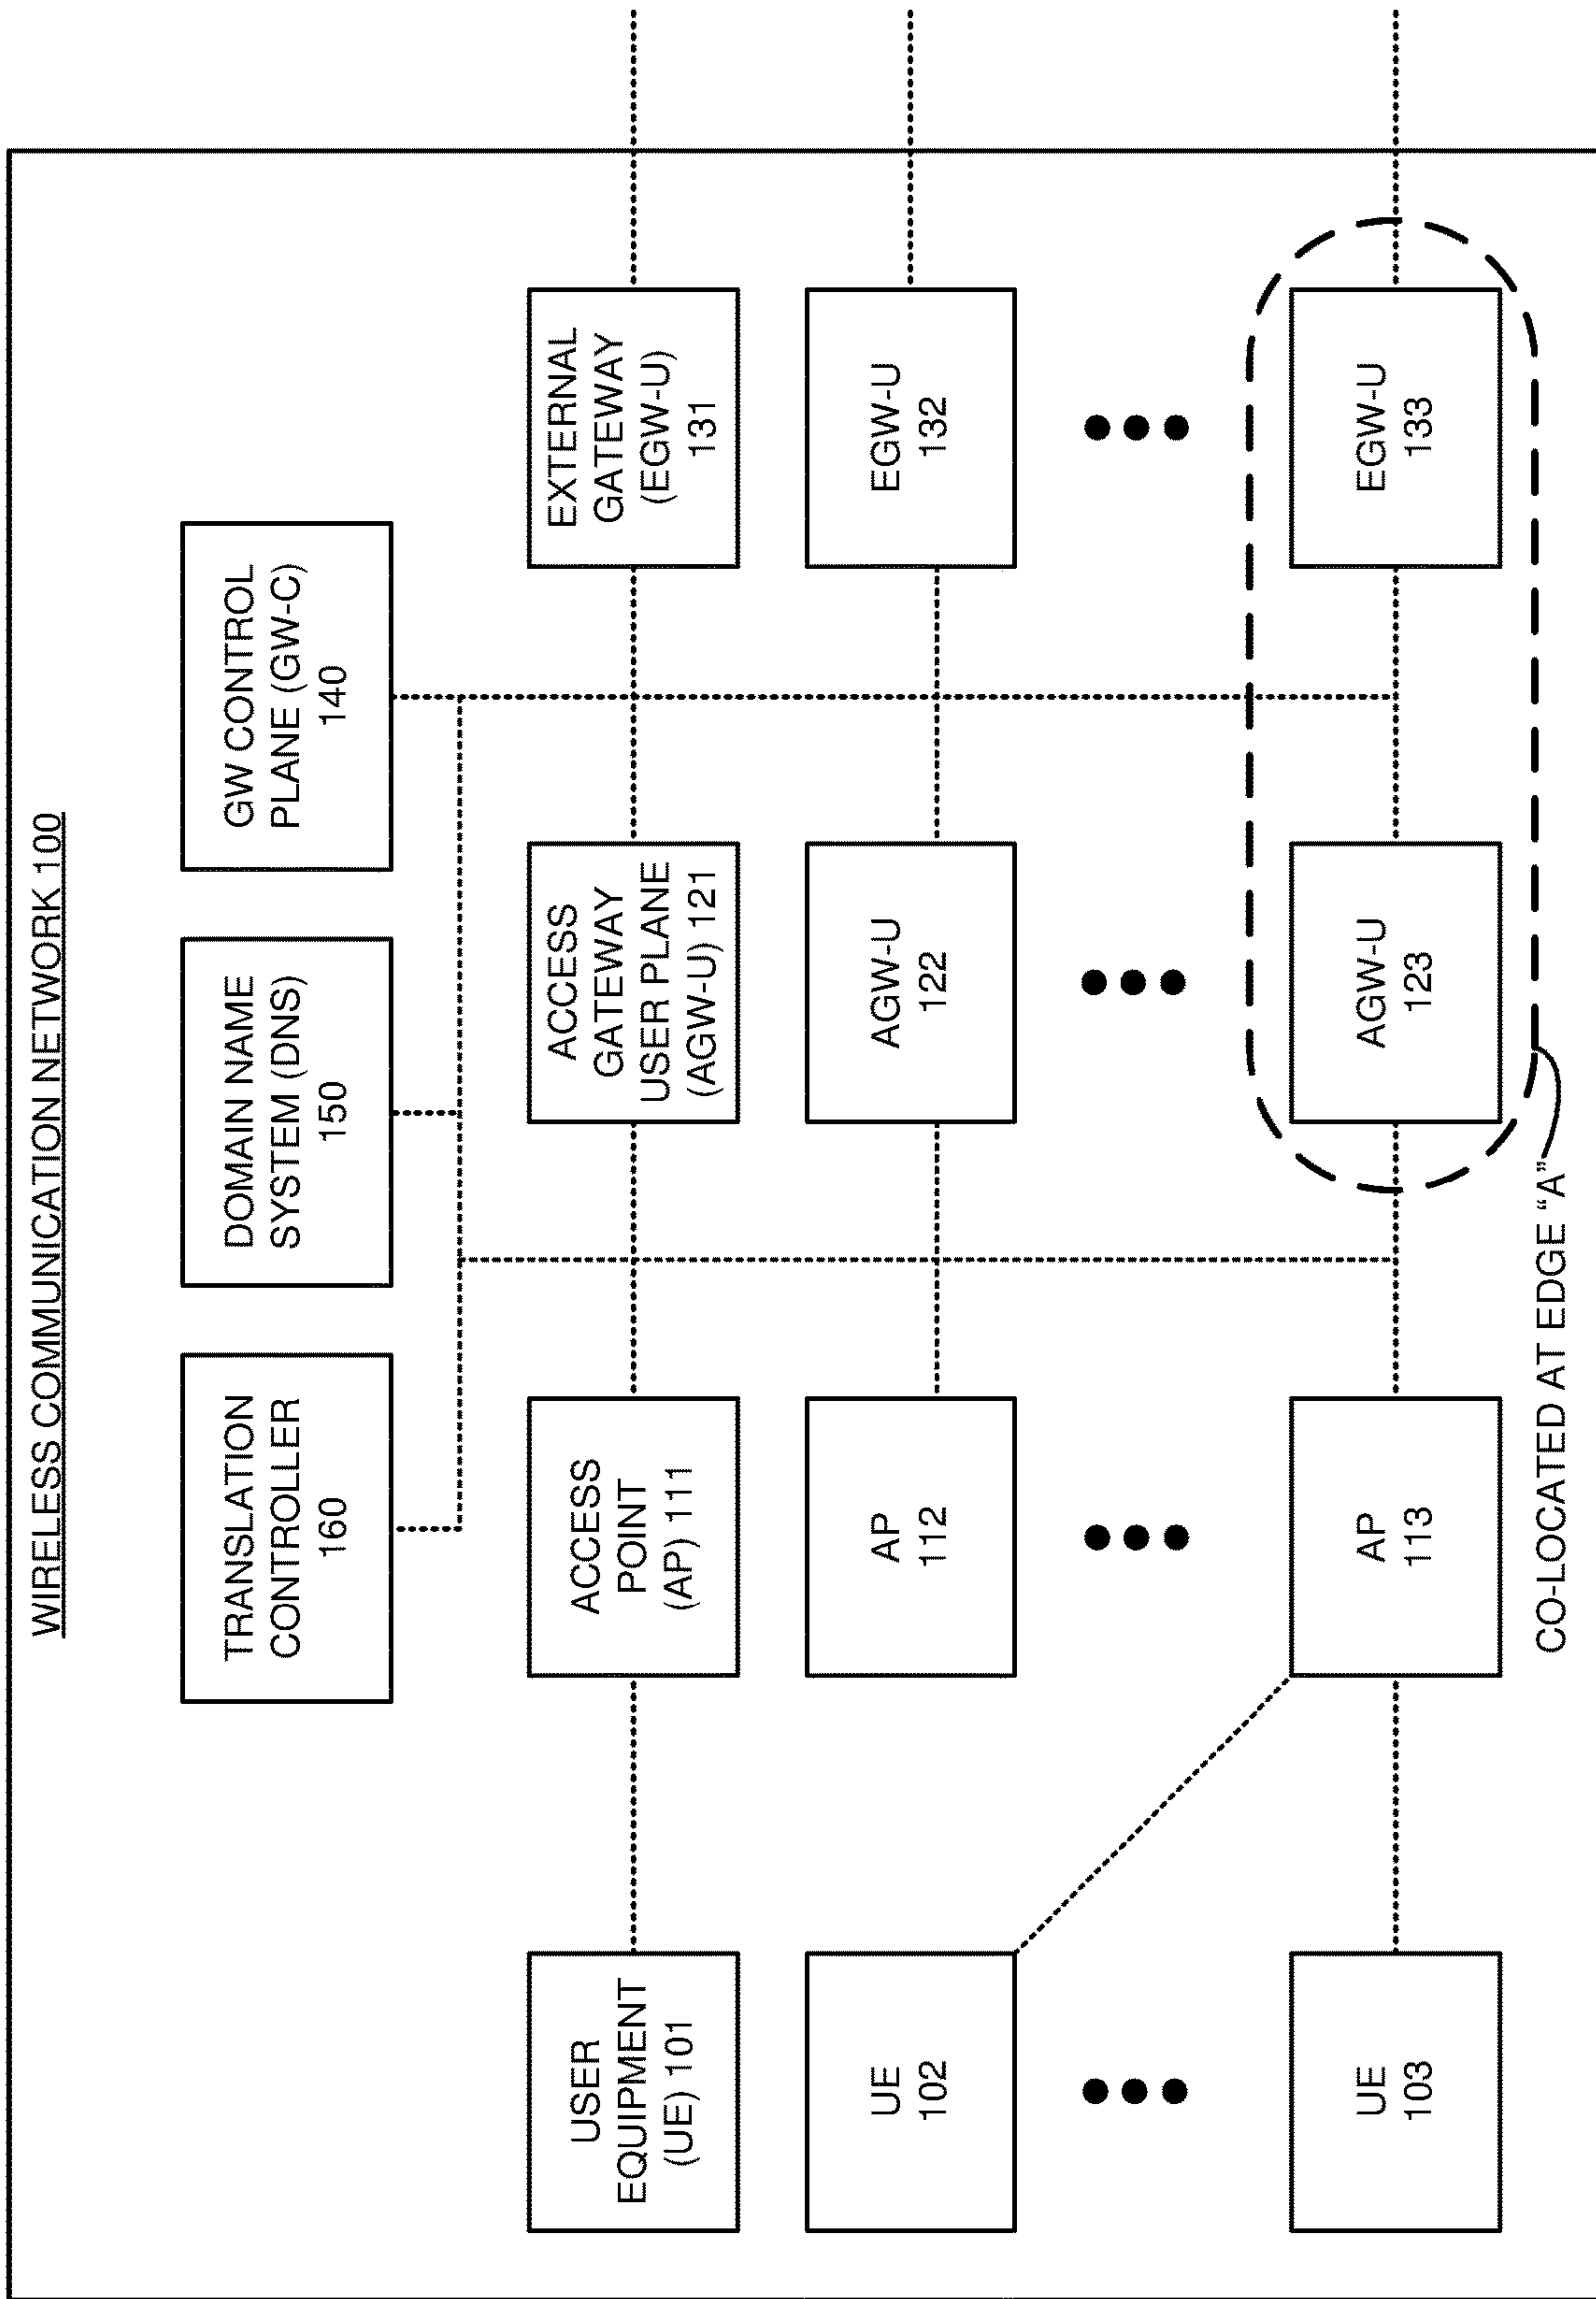 WIRELESS COMMUNICATION NETWORK 100
TRANSLATION
CONTROLLER
160
DOMAIN NAME
SYSTEM (DNS)
150
GW CONTROL
PLANE (GW-C)
140
USER
EQUIPMENT
(UE) 101
ACCESS
POINT
(AP) 111
ACCESS
GATEWAY
USER PLANE
(AGW-U) 121
EXTERNAL
GATEWAY
(EGW-U)
131
UE
102
AP
112
AGW-U
122
EGW-U
132
UE
103
AP
113
AGW-U
123
EGW-U
133
CO-LOCATED AT EDGE “A”